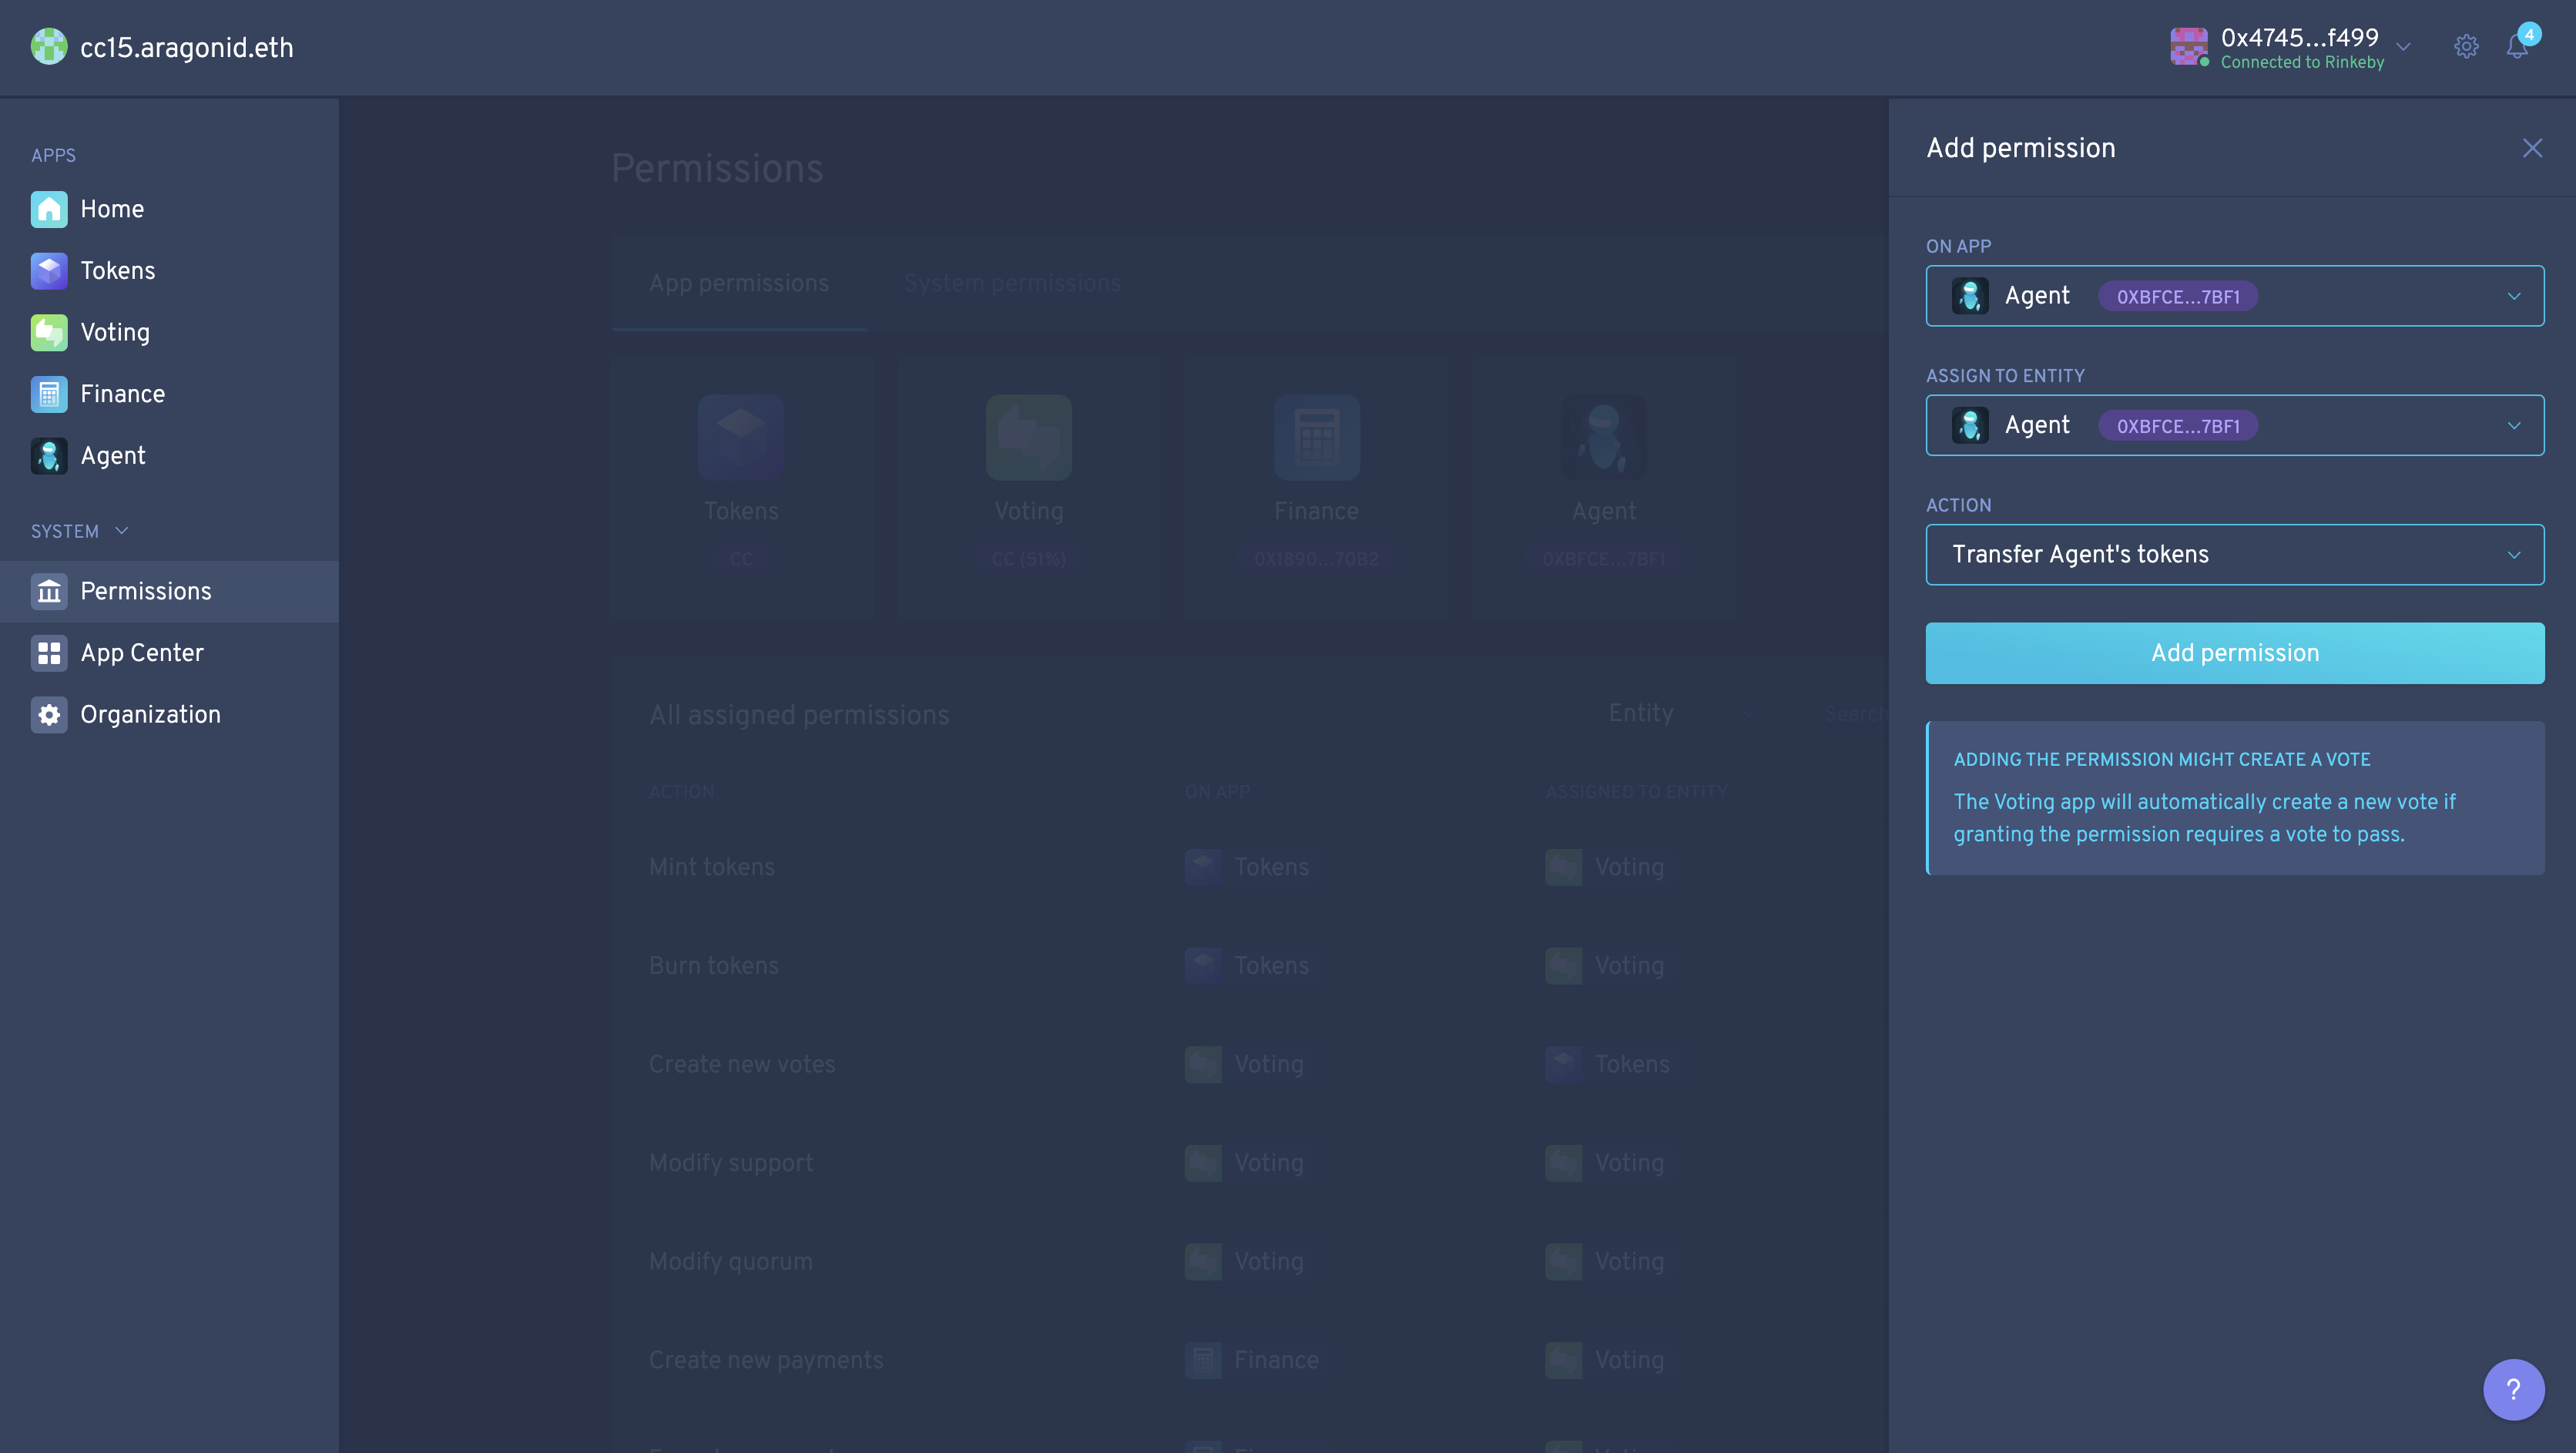 cc15.aragonid.eth
0x4745...f499
Connected to Rinkeby
4
APPS
Home
Tokens
Voting
Finance
Agent
SYSTEM
Permissions
App Center
Organization
Permissions
App permissions
System permissions
Tokens
CC
Voting
CC (51%)
Finance
0X1890...70B2
Agent
0XBFCE...7BF1
All assigned permissions
Entity
Search
ACTION ON APP ASSIGNED TO ENTITY
Mint tokens Tokens Voting
Burn tokens Tokens Voting
Create new votes Voting Tokens
Modify support Voting Voting
Modify quorum Voting Voting
Create new payments Finance Voting
Add permission
ON APP
Agent 0XBFCE...7BF1
ASSIGN TO ENTITY
Agent 0XBFCE...7BF1
ACTION
Transfer Agent's tokens
Add permission
ADDING THE PERMISSION MIGHT CREATE A VOTE
The Voting app will automatically create a new vote if
granting the permission requires a vote to pass.
?